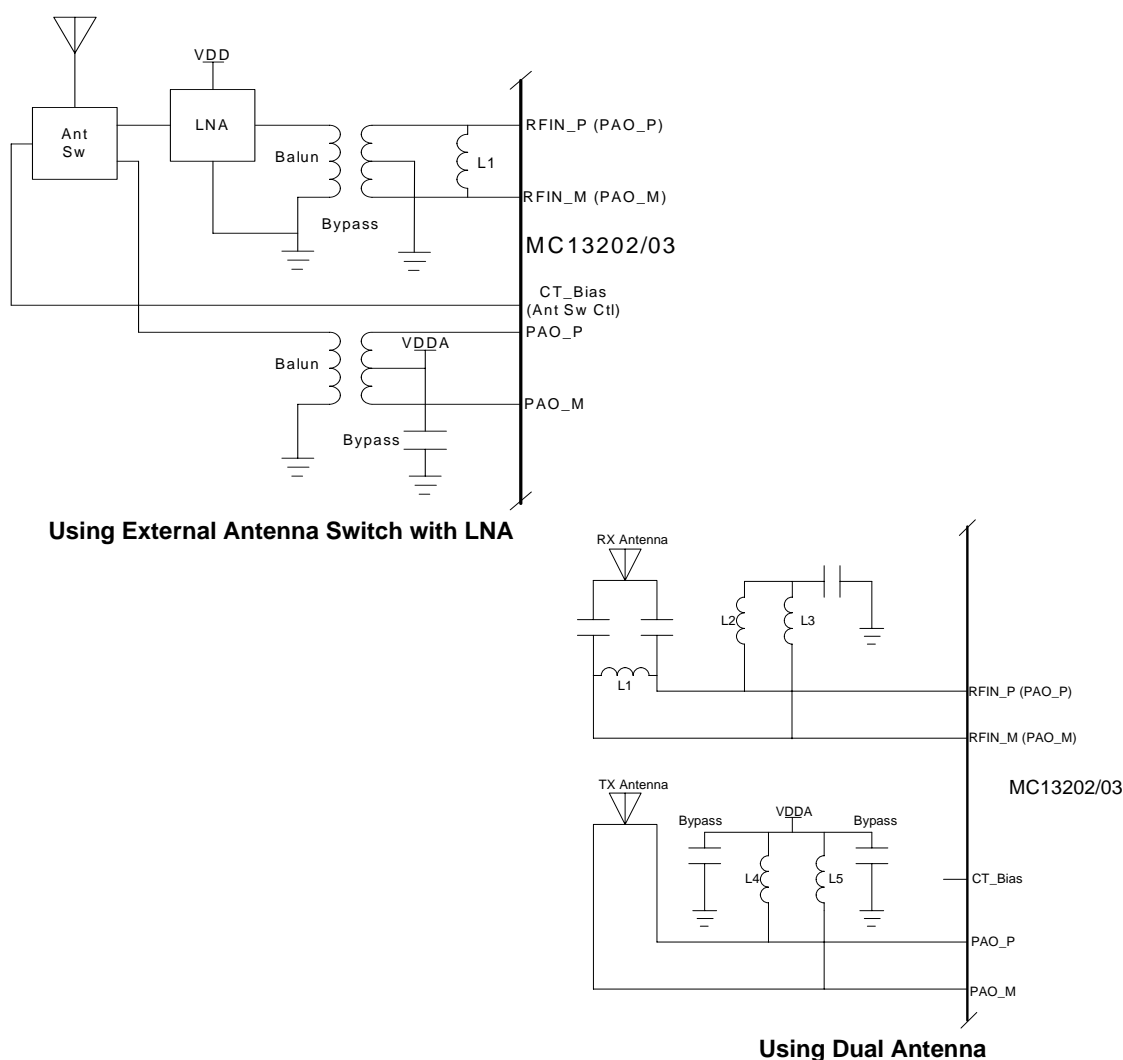 VDD
Ant
Sw
LNA
Balun
L1
RFIN_P (PAO_P)
RFIN_M (PAO_M)
Bypass
MC13202/03
CT_Bias
(Ant Sw Ctl)
PAO_P
VDDA
Balun
PAO_M
Bypass
Using External Antenna Switch with LNA
RX Antenna
L2
L3
L1
RFIN_P (PAO_P)
RFIN_M (PAO_M)
MC13202/03
TX Antenna
Bypass
VDDA
Bypass
L4
L5
CT_Bias
PAO_P
PAO_M
Using Dual Antenna